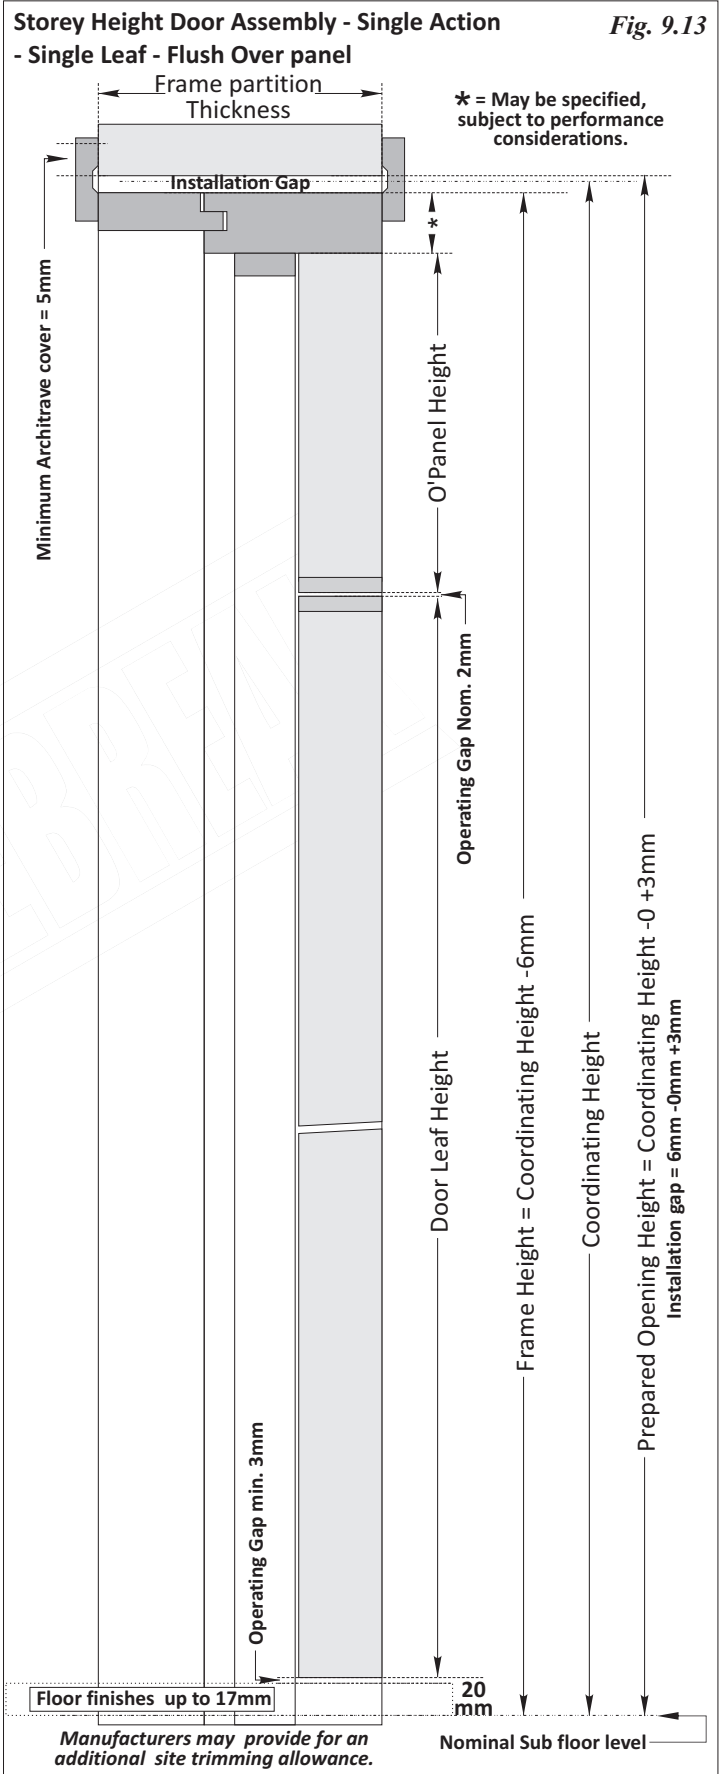 Storey Height Door Assembly - Single Action
- Single Leaf - Flush Over panel
Fig. 9.13
Frame partition
Thickness
* = May be specified,
subject to performance
considerations.
Installation Gap
*
Minimum Architrave cover = 5mm
O'Panel Height
Operating Gap Nom. 2mm
Door Leaf Height
Frame Height = Coordinating Height -6mm
Coordinating Height
Prepared Opening Height = Coordinating Height -0 +3mm
Installation gap = 6mm -0mm +3mm
Operating Gap min. 3mm
Floor finishes up to 17mm
20
mm
Manufacturers may provide for an
additional site trimming allowance.
Nominal Sub floor level